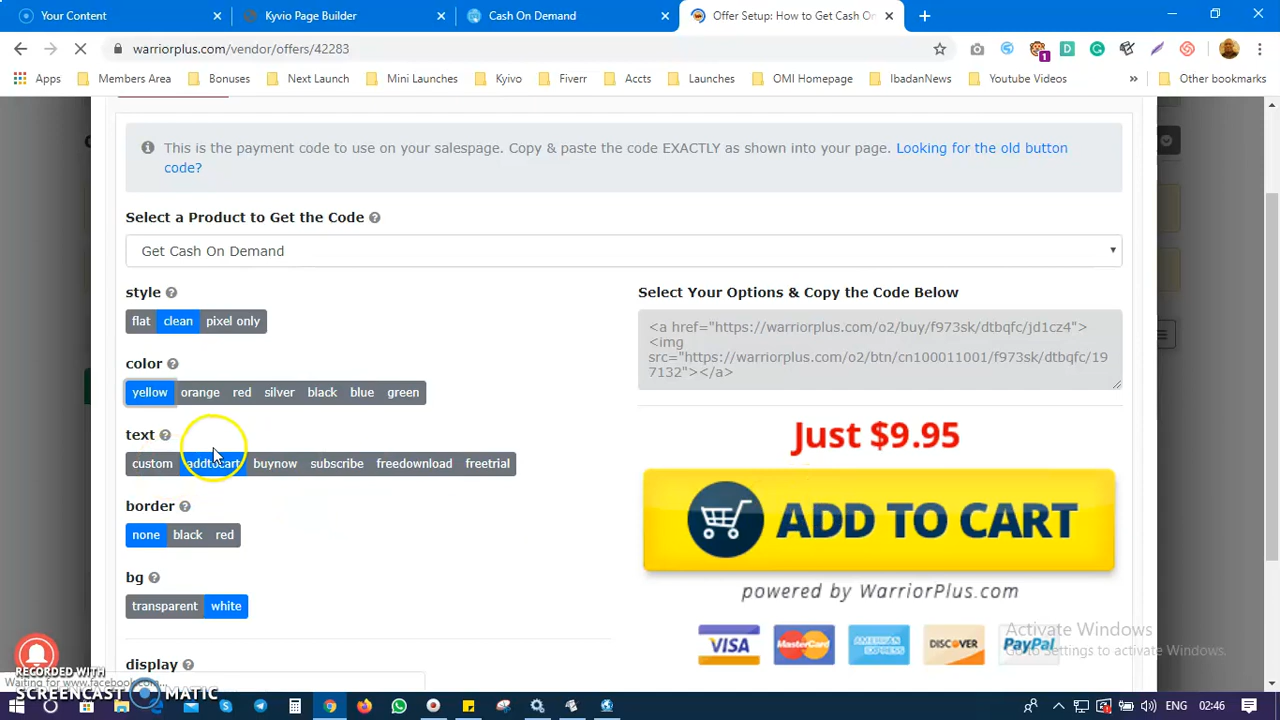 Your Content
Kyvio Page Builder
Cash On Demand
Offer Setup: How to Get Cash On
warriorplus.com/vendor/offers/42283
1
Apps
Members Area
Bonuses
Next Launch
Mini Launches
Kyivo
Fiverr
Accts
Launches
OMI Homepage
IbadanNews
Youtube Videos
»
Other bookmarks
This is the payment code to use on your salespage. Copy & paste the code EXACTLY as shown into your page. Looking for the old button
code?
Select a Product to Get the Code
Get Cash On Demand
style
flat clean pixel only
color
yellow orange red silver black blue green
text
custom addtocart buynow subscribe freedownload freetrial
border
none black red
bg
transparent white
display
Select Your Options & Copy the Code Below
<a href="https://warriorplus.com/o2/buy/f973sk/dtbqfc/jd1cz4">
<img
src="https://warriorplus.com/o2/btn/cn100011001/f973sk/dtbqfc/19
7132"></a>
Just $9.95
ADD TO CART
powered by WarriorPlus.com
VISA MasterCard AMERICAN EXPRESS DISCOVER PayPal
Activate Windows
Go to Settings to activate Windows.
RECORDED WITH
Waiting for www.facebook.com...
SCREENCAST MATIC
ENG
02:46